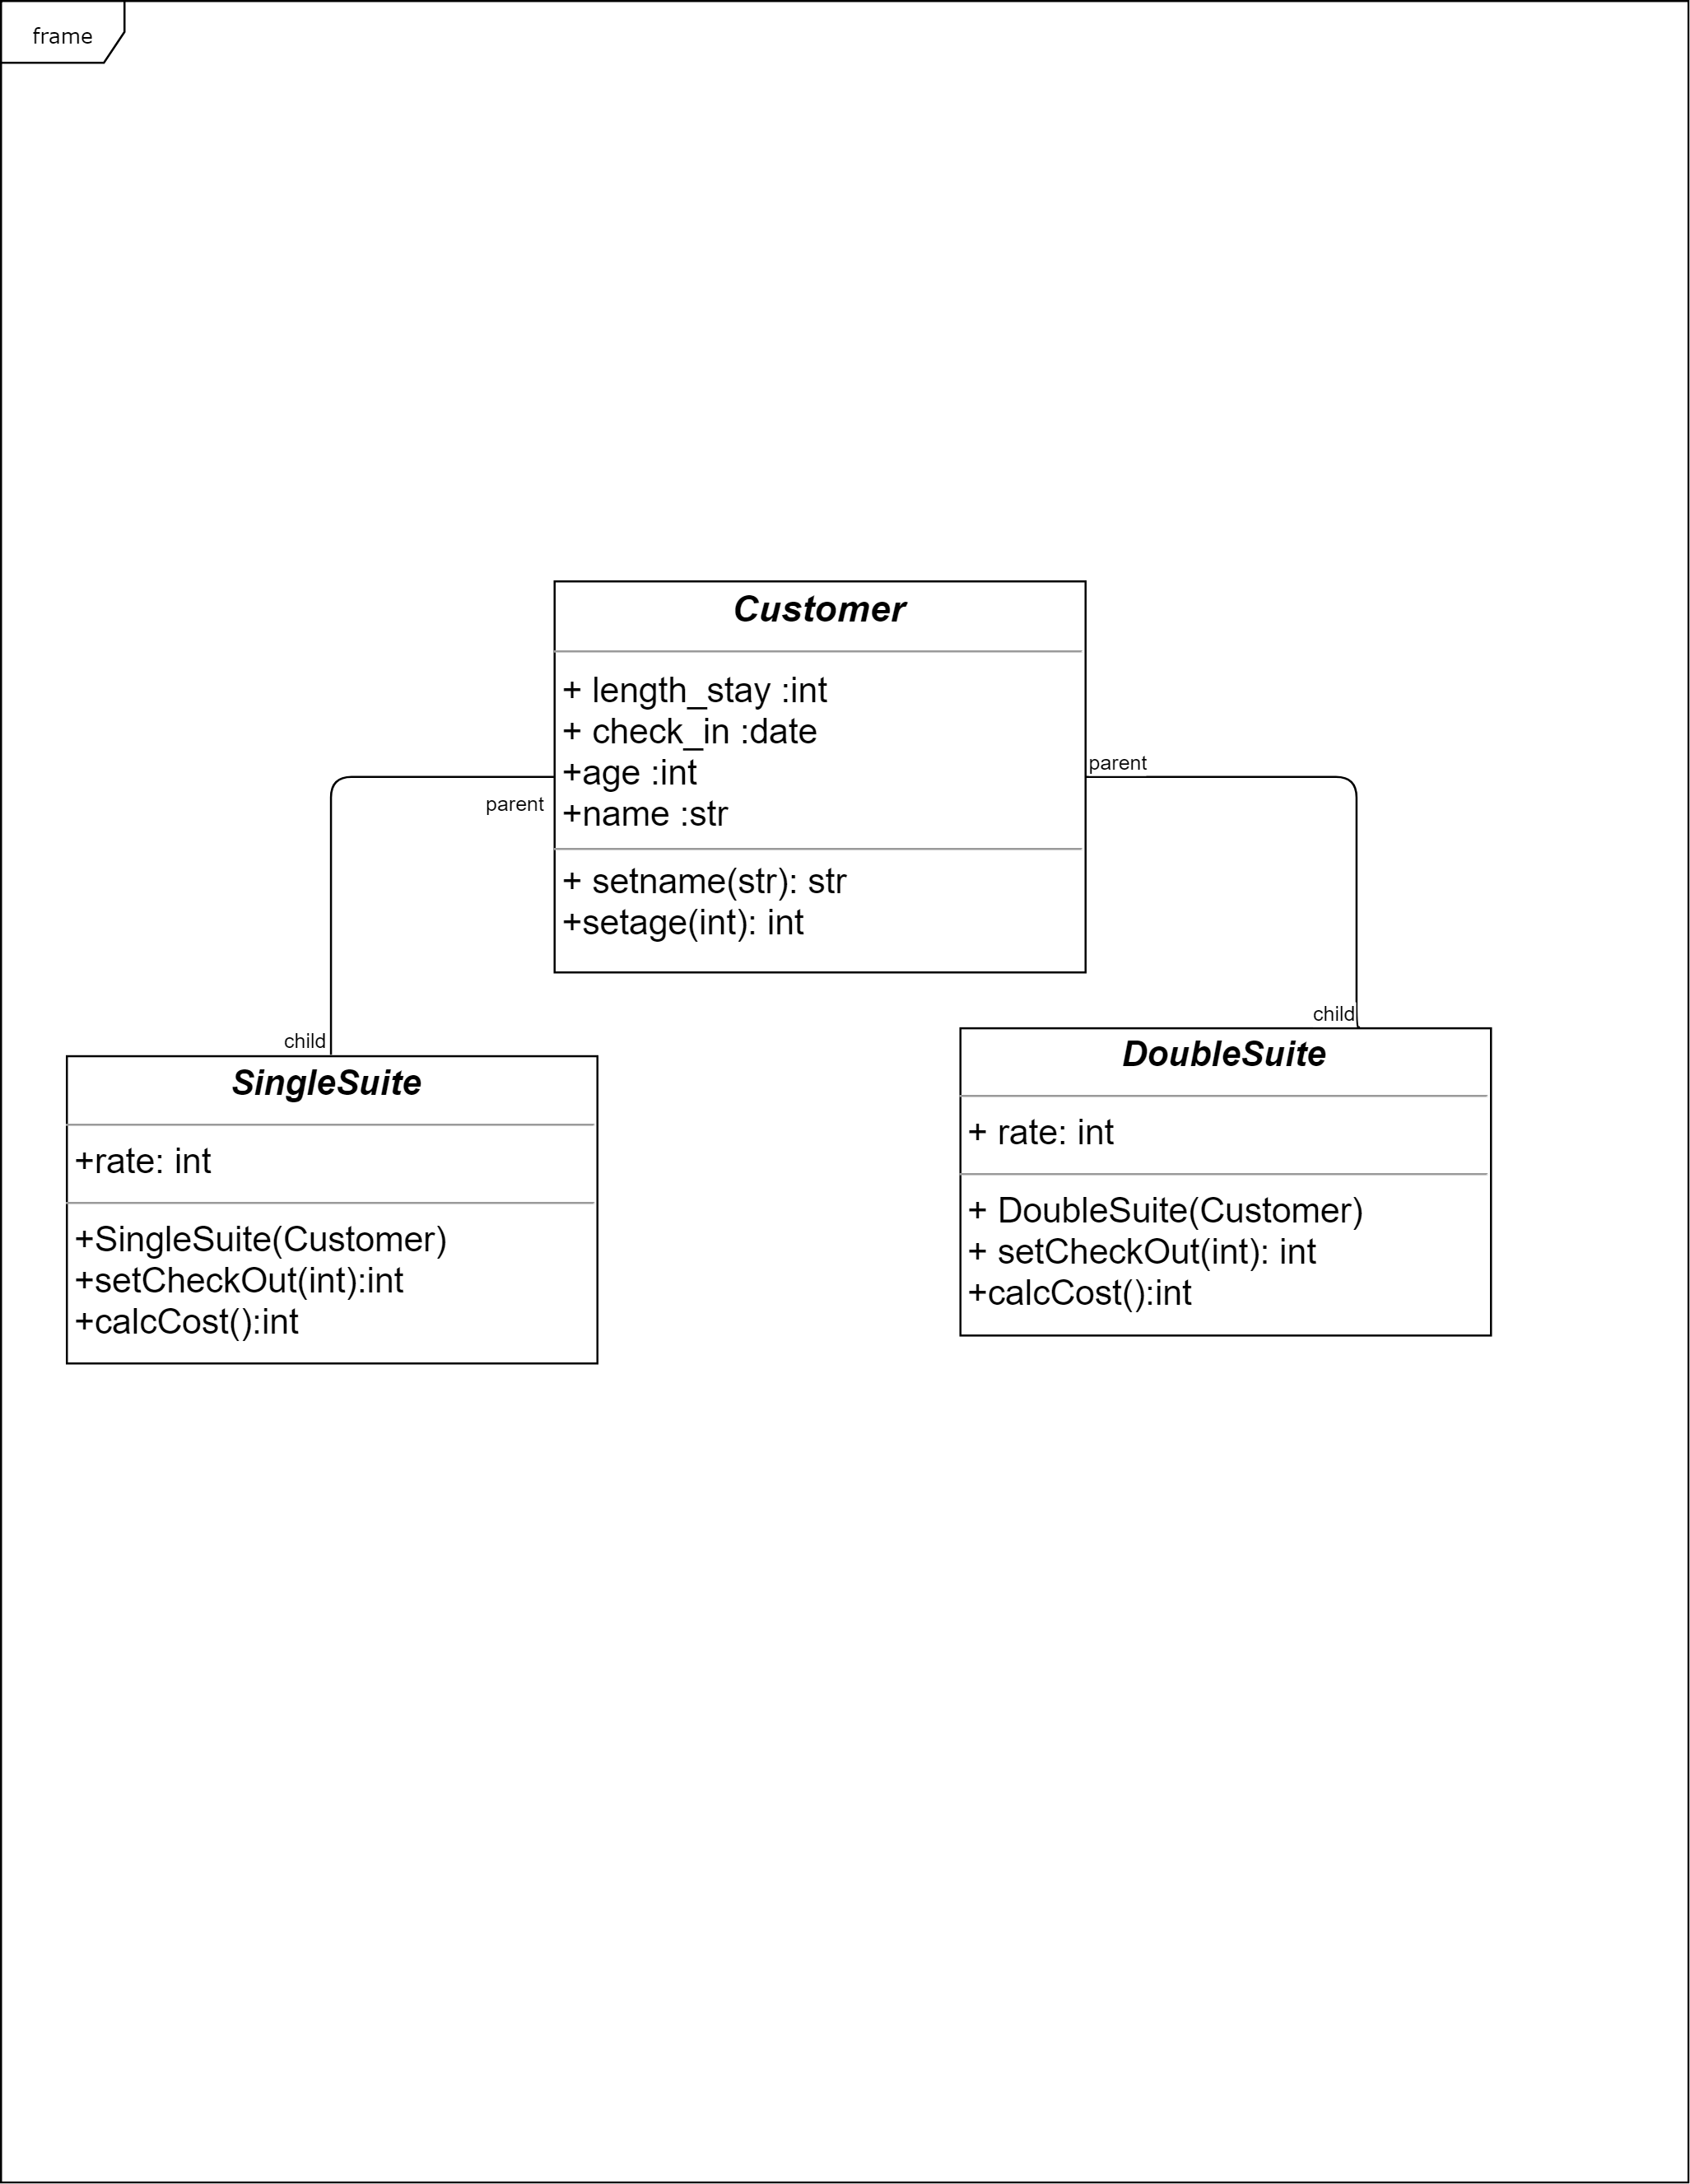 frame
Customer
+ length_stay :int
+ check_in :date
+age :int
+name :str
+ setname(str): str
+setage(int): int
parent
parent
child
child
SingleSuite
+rate: int
+SingleSuite(Customer)
+setCheckOut(int):int
+calcCost():int
DoubleSuite
+ rate: int
+ DoubleSuite(Customer)
+ setCheckOut(int): int
+calcCost():int